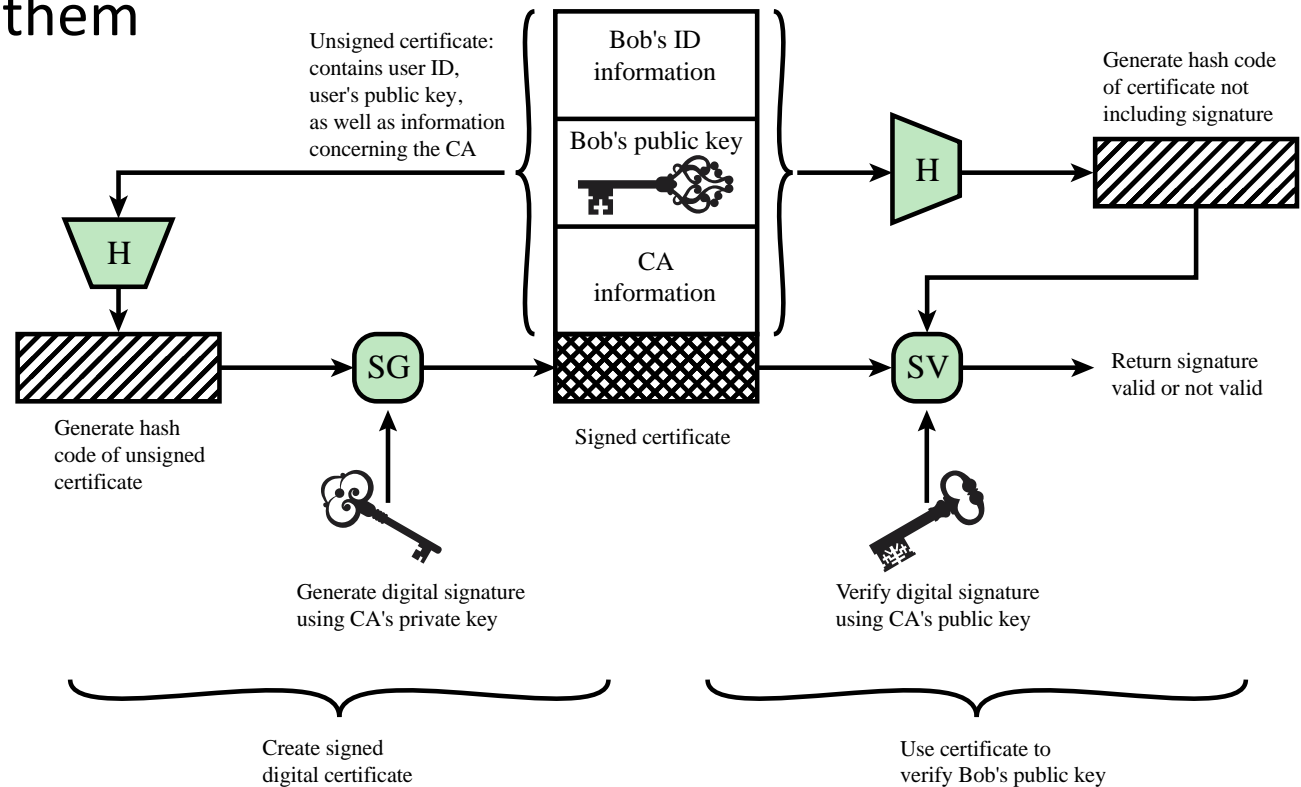 them
Unsigned certificate:
contains user ID,
user's public key,
as well as information
concerning the CA
Bob's ID
information
Bob's public key
CA
information
Generate hash code
of certificate not
including signature
H
H
SG
SV
Return signature
valid or not valid
Generate hash
code of unsigned
certificate
Signed certificate
Generate digital signature
using CA's private key
Verify digital signature
using CA's public key
Create signed
digital certificate
Use certificate to
verify Bob's public key